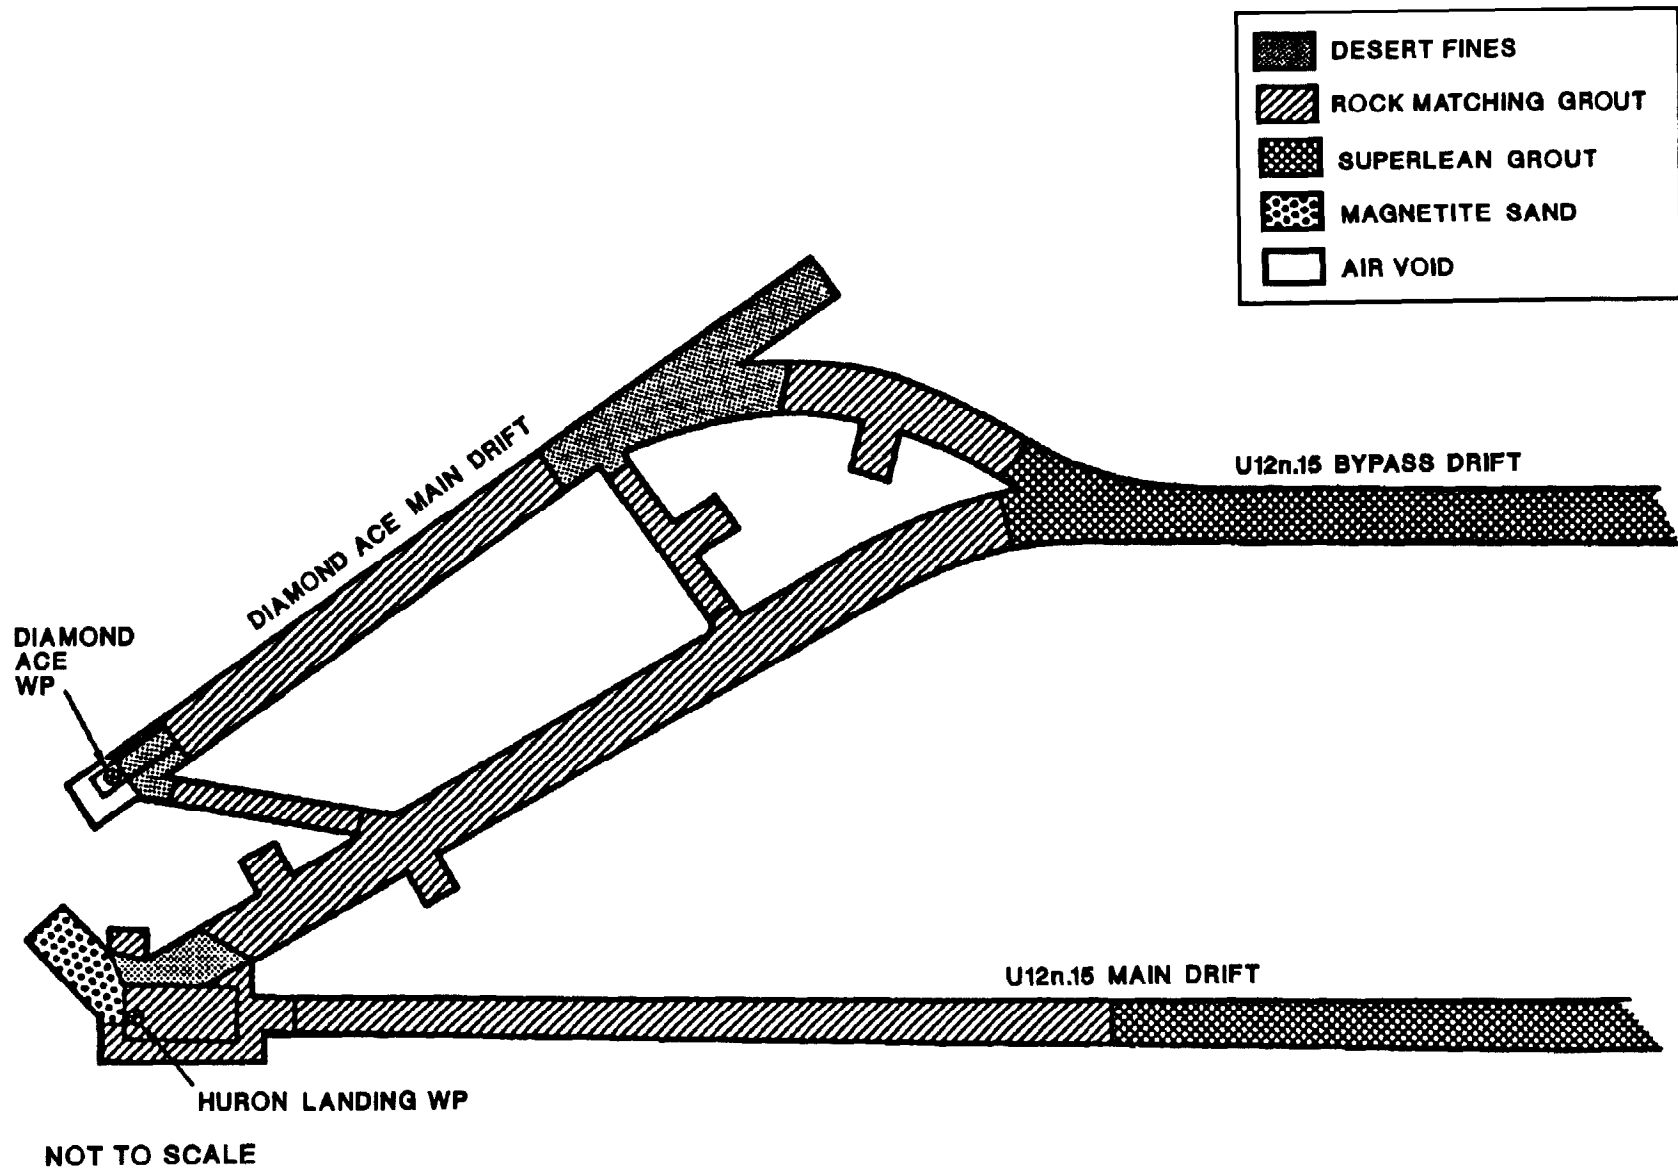 DESERT FINES
ROCK MATCHING GROUT
SUPERLEAN GROUT
MAGNETITE SAND
AIR VOID
DIAMOND ACE MAIN DRIFT
U12n.15 BYPASS DRIFT
DIAMOND
ACE
WP
U12n.15 MAIN DRIFT
HURON LANDING WP
NOT TO SCALE